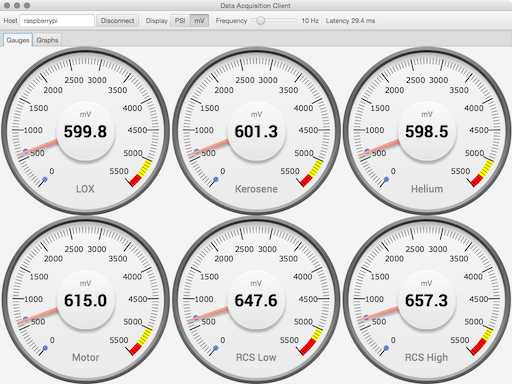 Data Acquisition Client
Host raspberrypi Disconnect Display PSI mV Frequency 10 Hz Latency 29.4 ms
Gauges Graphs
0 500 1000 1500 2000 2500 3000 3500 4000 4500 5000 5500
mV
599.8
LOX
0 500 1000 1500 2000 2500 3000 3500 4000 4500 5000 5500
mV
601.3
Kerosene
0 500 1000 1500 2000 2500 3000 3500 4000 4500 5000 5500
mV
598.5
Helium
0 500 1000 1500 2000 2500 3000 3500 4000 4500 5000 5500
mV
615.0
Motor
0 500 1000 1500 2000 2500 3000 3500 4000 4500 5000 5500
mV
647.6
RCS Low
0 500 1000 1500 2000 2500 3000 3500 4000 4500 5000 5500
mV
657.3
RCS High